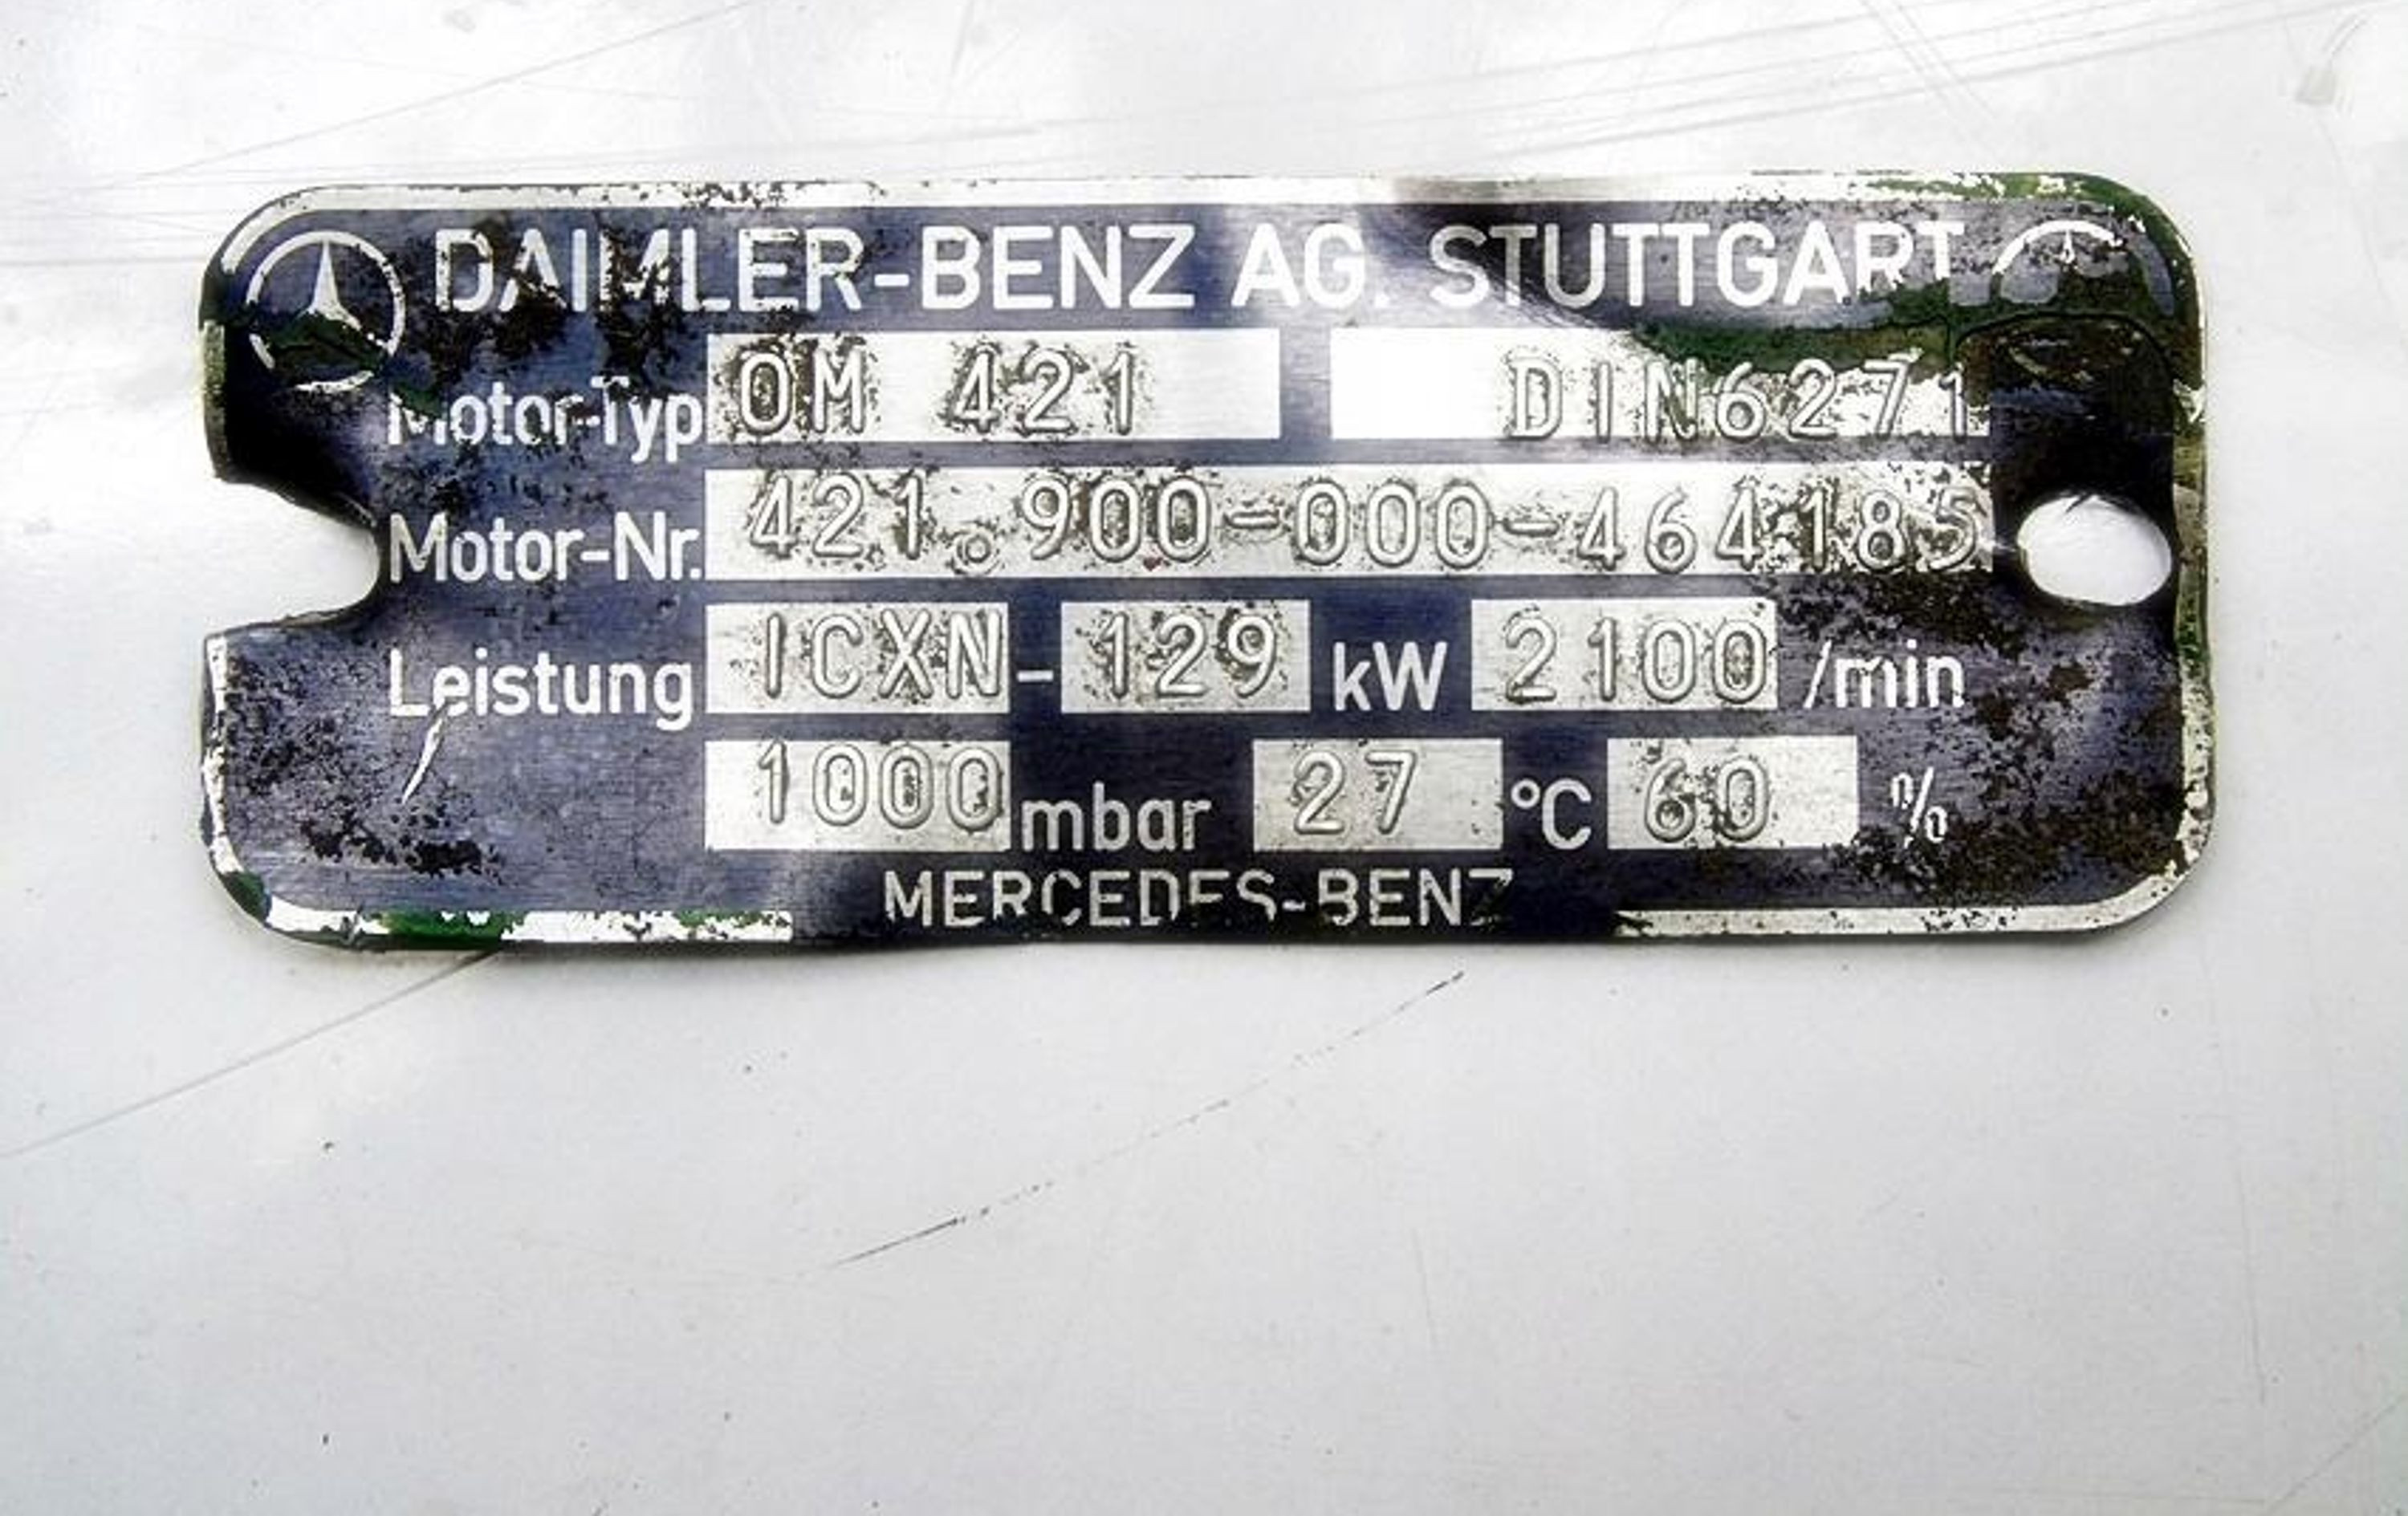 DAIMLER-BENZ AG. STUTTGART
Motor-Typ OM 421 DIN6271
Motor-Nr. 421.900-000-464185
Leistung ICXN - 129 kW 2100 /min
1000 mbar 27 °C 60 %
MERCEDES-BENZ